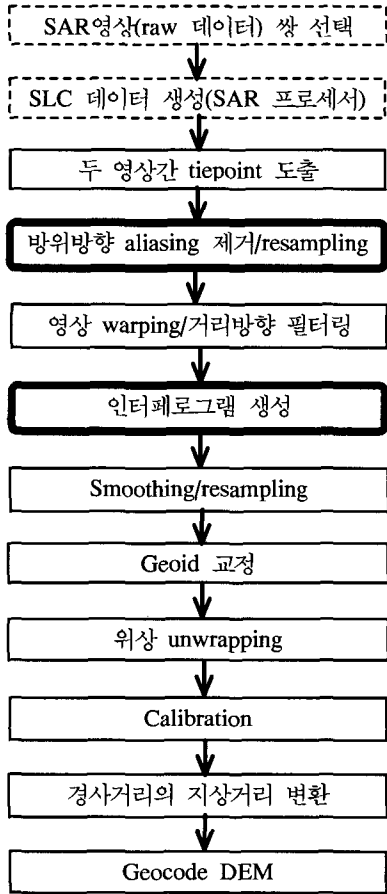 SAR영상(raw 데이터) 쌍 선택
SLC 데이터 생성(SAR 프로세서)
두 영상간 tiepoint 도출
방위방향 aliasing 제거/resampling
영상 warping/거리방향 필터링
인터페로그램 생성
Smoothing/resampling
Geoid 교정
위상 unwrapping
Calibration
경사거리의 지상거리 변환
Geocode DEM